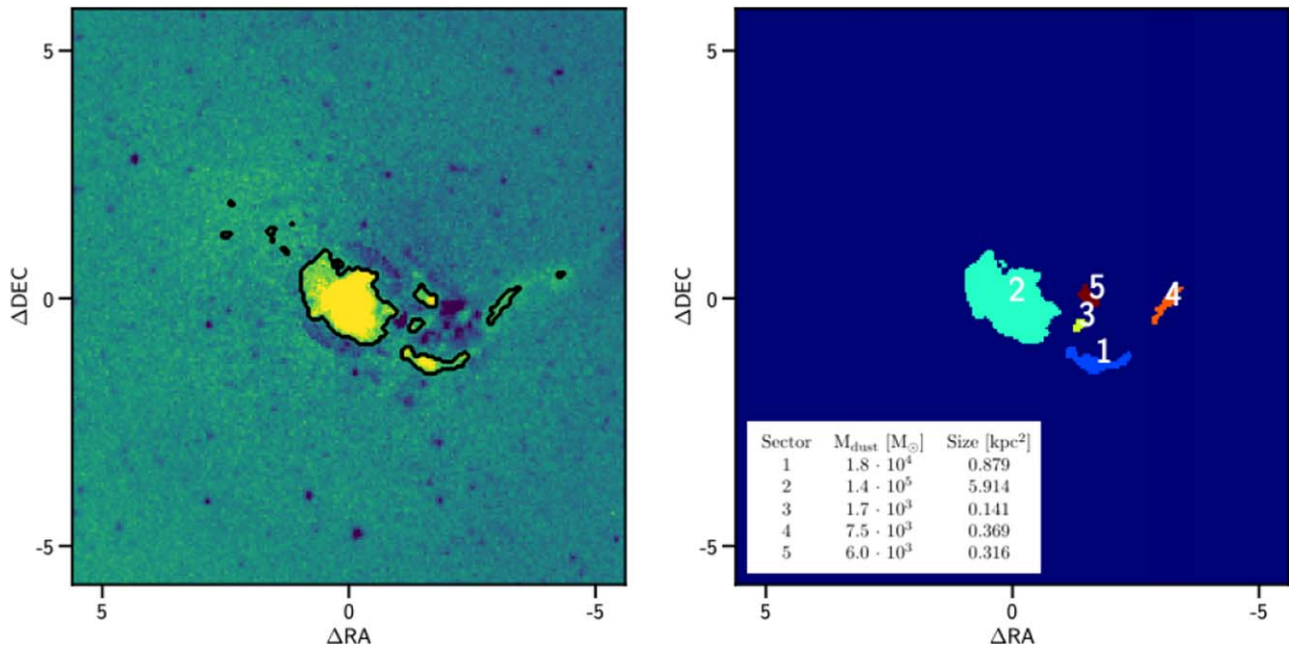 5
0
-5
ΔDEC
5
0
-5
ΔRA
5
0
-5
ΔDEC
2
5
4
3
1
Sector M_dust [M_⊙] Size [kpc²]
1 1.8 · 10⁴ 0.879
2 1.4 · 10⁵ 5.914
3 1.7 · 10³ 0.141
4 7.5 · 10³ 0.369
5 6.0 · 10³ 0.316
5
0
-5
ΔRA